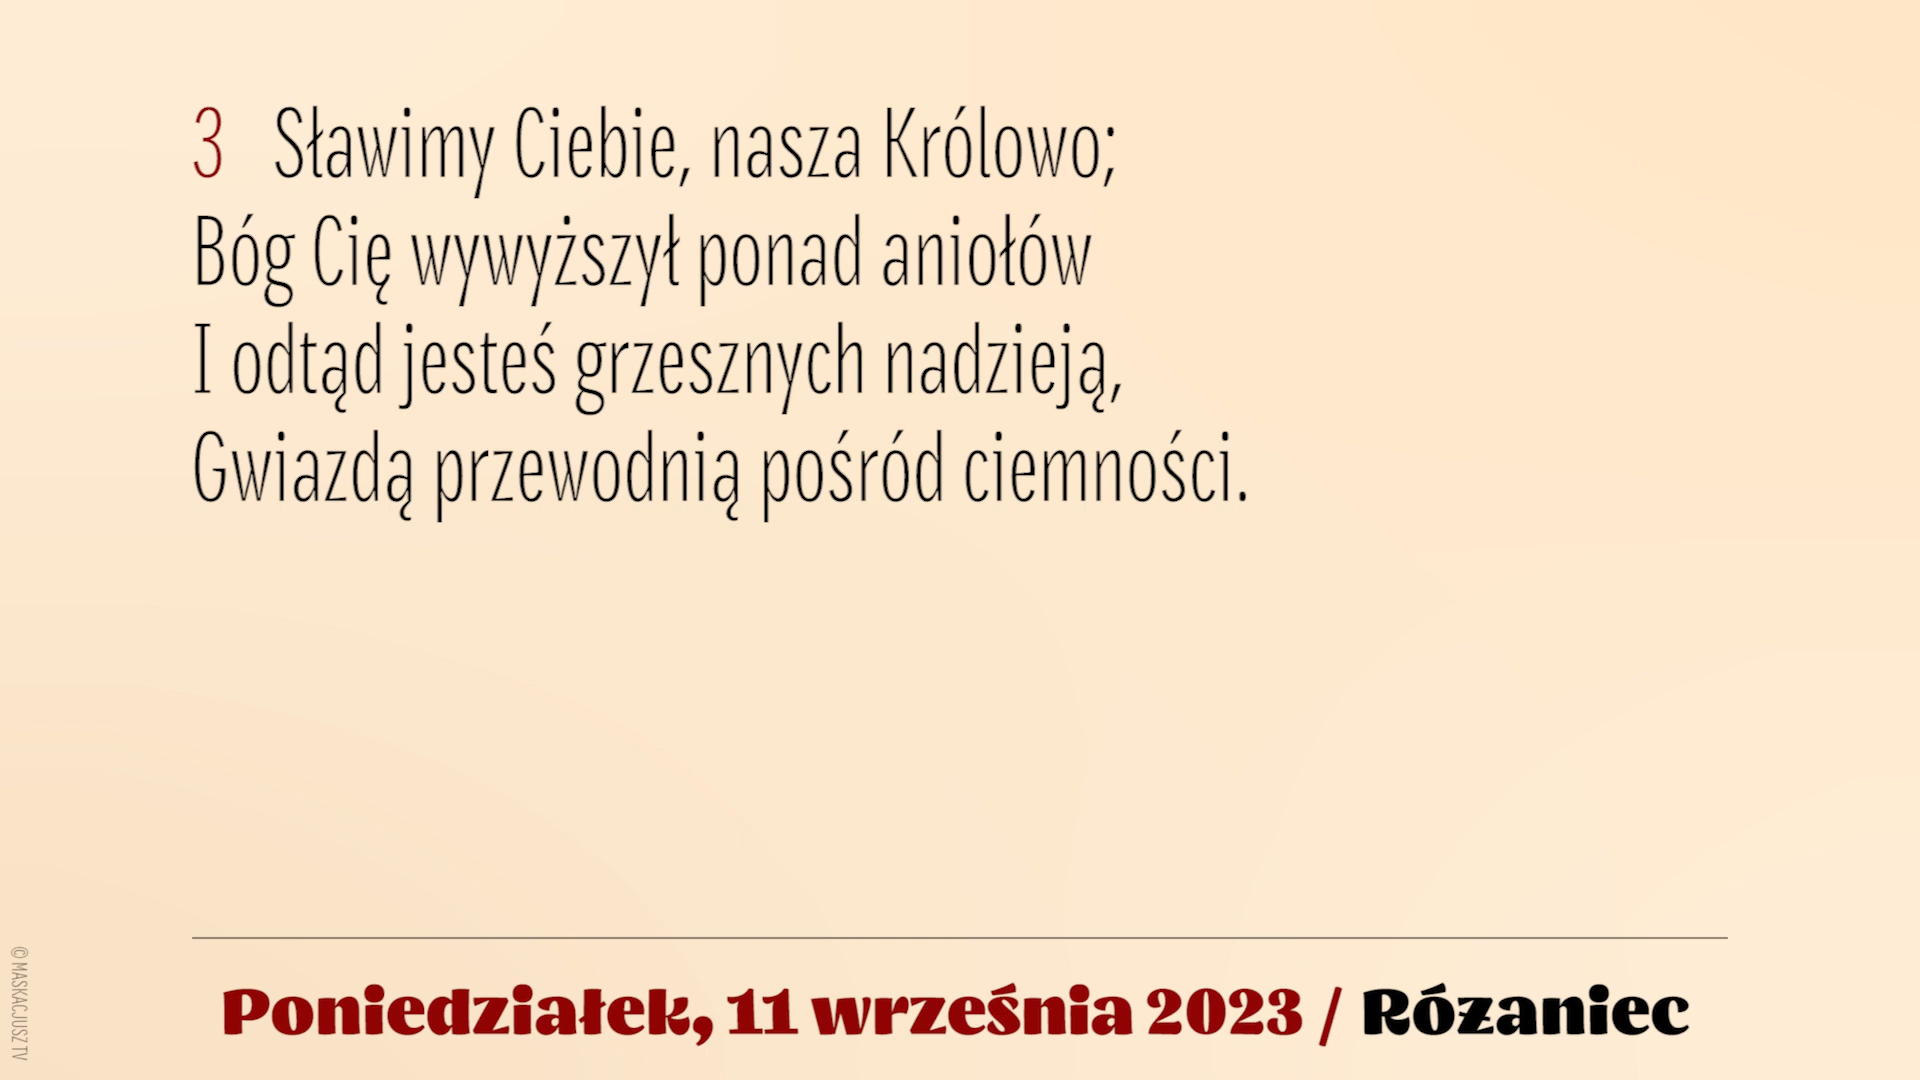 3 Sławimy Ciebie, nasza Królowo;
Bóg Cię wywyższył ponad aniołów
I odtąd jesteś grzesznych nadzieją,
Gwiazdą przewodnią pośród ciemności.
Poniedziałek, 11 września 2023 / Różaniec
© MASKACJUSZ TV